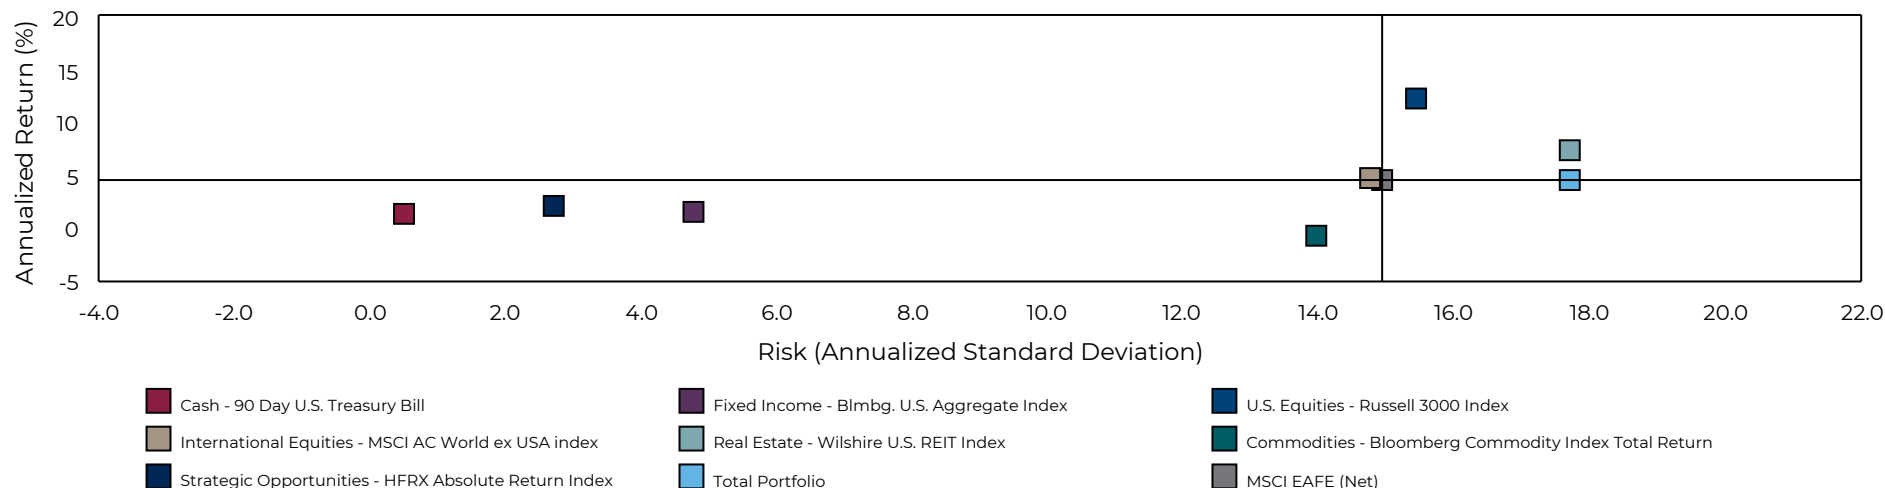 Annualized Return (%)
20
15
10
5
0
-5
-4.0 -2.0 0.0 2.0 4.0 6.0 8.0 10.0 12.0 14.0 16.0 18.0 20.0 22.0
Risk (Annualized Standard Deviation)
Cash - 90 Day U.S. Treasury Bill
Fixed Income - Blmbg. U.S. Aggregate Index
U.S. Equities - Russell 3000 Index
International Equities - MSCI AC World ex USA index
Real Estate - Wilshire U.S. REIT Index
Commodities - Bloomberg Commodity Index Total Return
Strategic Opportunities - HFRX Absolute Return Index
Total Portfolio
MSCI EAFE (Net)